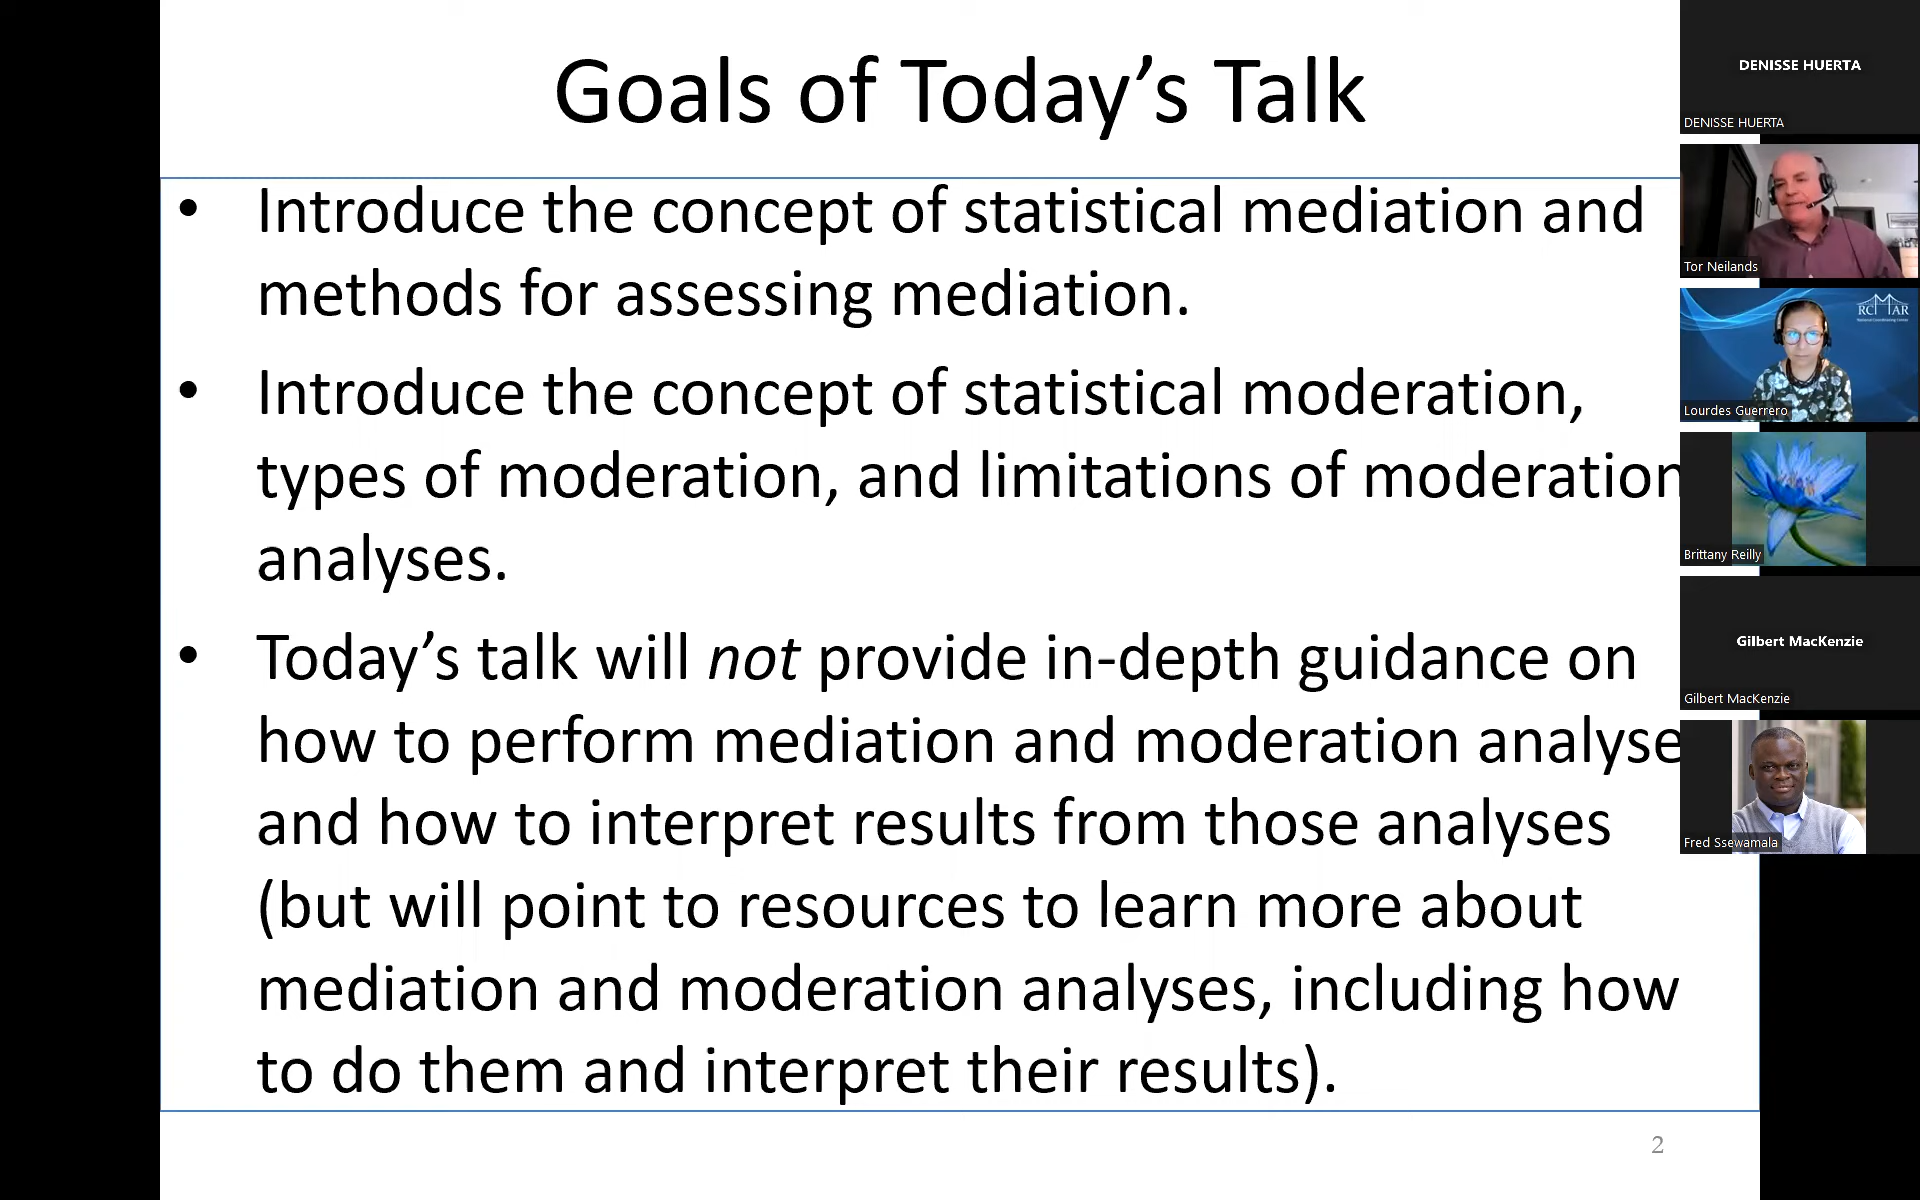 Goals of Today’s Talk
• Introduce the concept of statistical mediation and
methods for assessing mediation.
• Introduce the concept of statistical moderation,
types of moderation, and limitations of moderation
analyses.
• Today’s talk will not provide in-depth guidance on
how to perform mediation and moderation analyse
and how to interpret results from those analyses
(but will point to resources to learn more about
mediation and moderation analyses, including how
to do them and interpret their results).
2
DENISSE HUERTA
DENISSE HUERTA
Tor Neilands
RCMAR
Lourdes Guerrero
Brittany Reilly
Gilbert MacKenzie
Gilbert MacKenzie
Fred Ssewamala